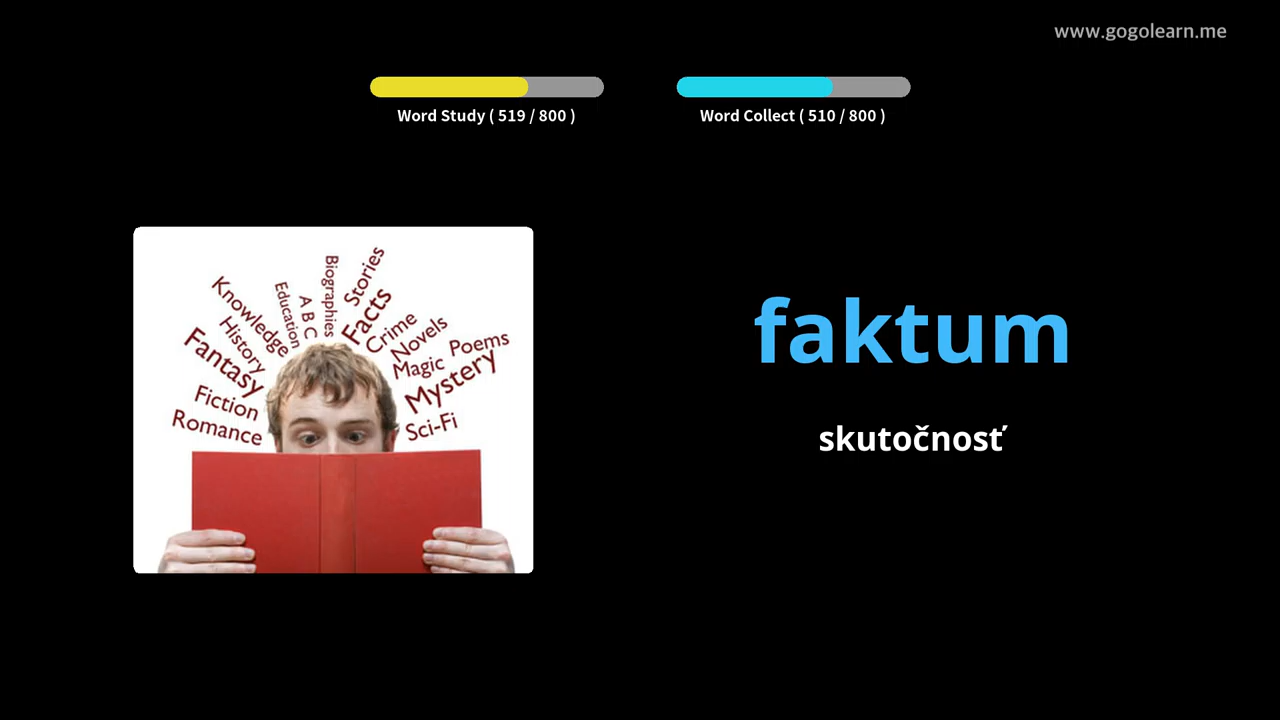 www.gogolearn.me
Word Study ( 519 / 800 )
Word Collect ( 510 / 800 )
Biographies
Stories
Education
A B C
Facts
Knowledge
Crime
History
Novels
Poems
Fantasy
Magic
Mystery
Fiction
Romance
Sci-Fi
faktum
skutočnosť